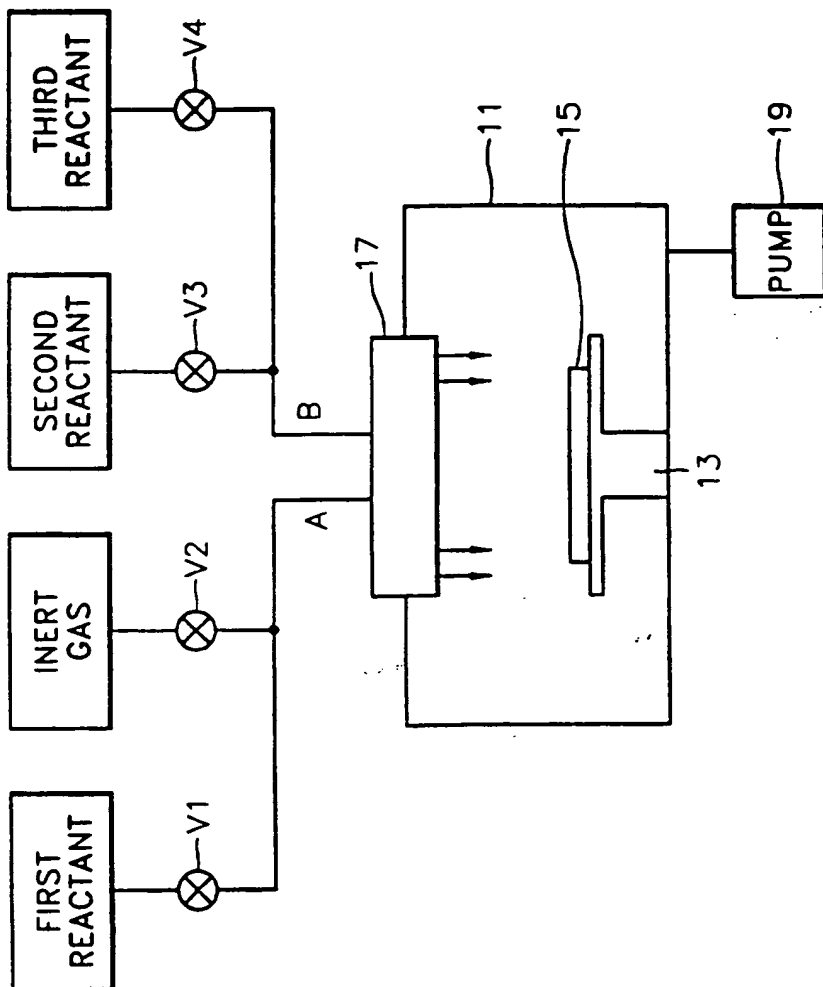 FIRST
REACTANT
INERT
GAS
SECOND
REACTANT
THIRD
REACTANT
V1
V2
V3
V4
A
B
17
11
15
13
PUMP
19